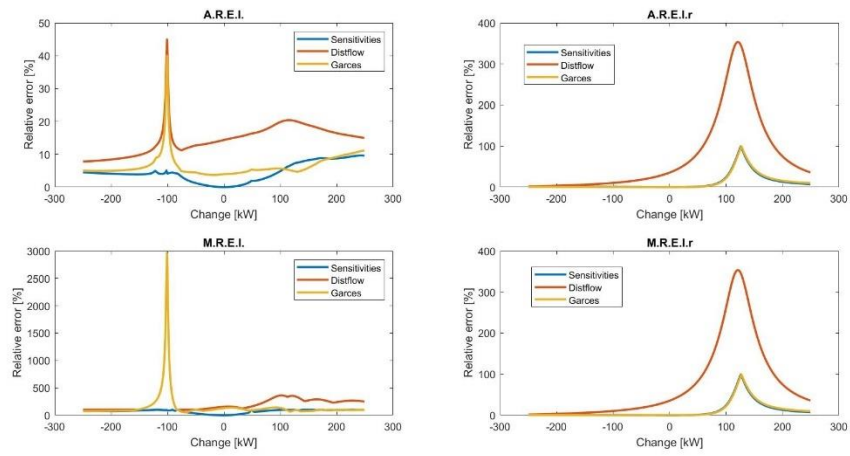 A.R.E.I.
50
40
30
20
10
0
Relative error [%]
Sensitivities
Distflow
Garces
-300 -200 -100 0 100 200 300
Change [kW]
A.R.E.I.r
400
300
200
100
0
Relative error [%]
Sensitivities
Distflow
Garces
-300 -200 -100 0 100 200 300
Change [kW]
M.R.E.I.
3000
2500
2000
1500
1000
500
0
Relative error [%]
Sensitivities
Distflow
Garces
-300 -200 -100 0 100 200 300
Change [kW]
M.R.E.I.r
400
300
200
100
0
Relative error [%]
Sensitivities
Distflow
Garces
-300 -200 -100 0 100 200 300
Change [kW]